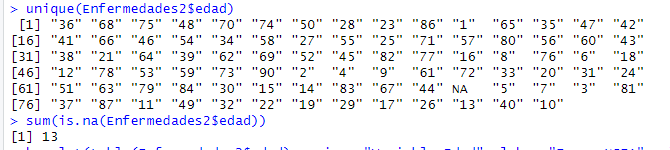 > unique(Enfermedades2$edad)
[1] "36" "68" "75" "48" "70" "74" "50" "28" "23" "86" "1" "65" "35" "47" "42"
[16] "41" "66" "46" "54" "34" "58" "27" "55" "25" "71" "57" "80" "56" "60" "43"
[31] "38" "21" "64" "39" "62" "69" "52" "45" "82" "77" "16" "8" "76" "6" "18"
[46] "12" "78" "53" "59" "73" "90" "2" "4" "9" "61" "72" "33" "20" "31" "24"
[61] "51" "63" "79" "84" "30" "15" "14" "83" "67" "44" NA "5" "7" "3" "81"
[76] "37" "87" "11" "49" "32" "22" "19" "29" "17" "26" "13" "40" "10"
> sum(is.na(Enfermedades2$edad))
[1] 13